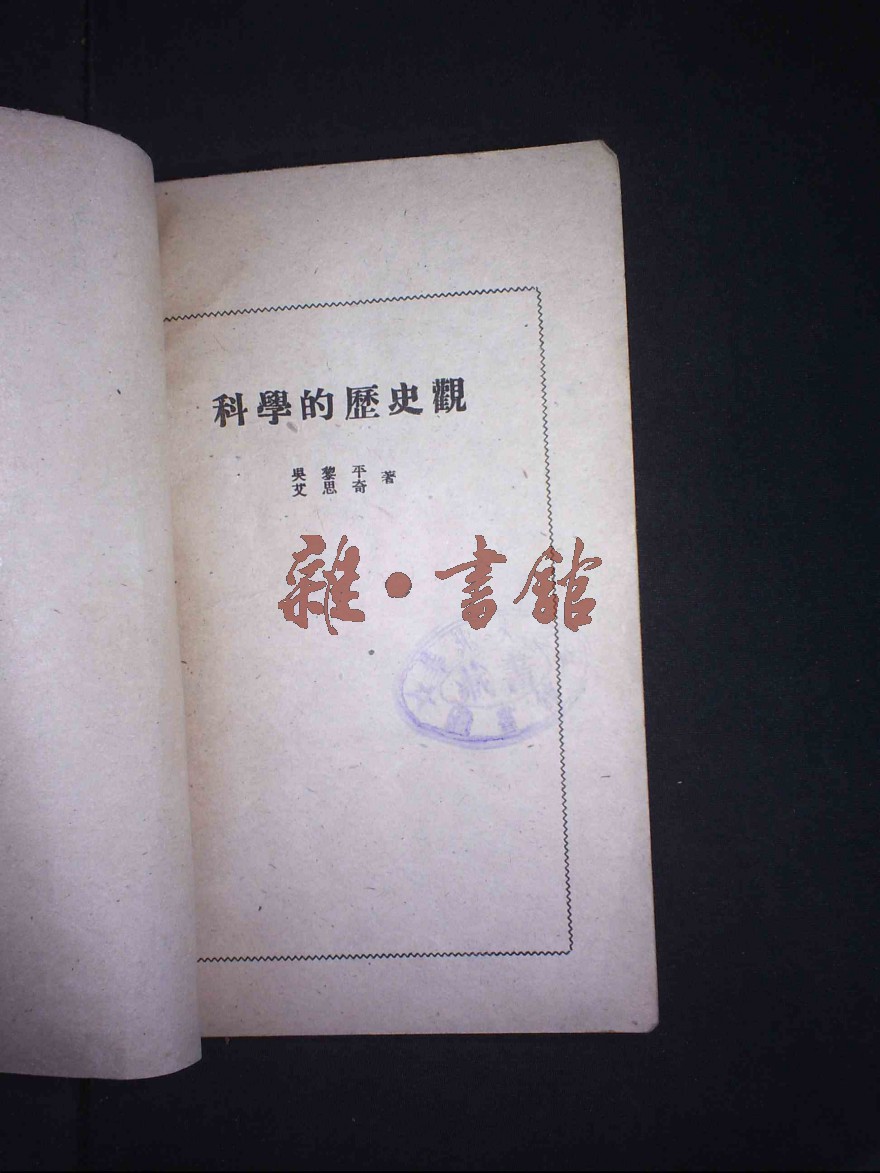 科學的歷史觀
吳黎平
艾思奇 著
雜·書館